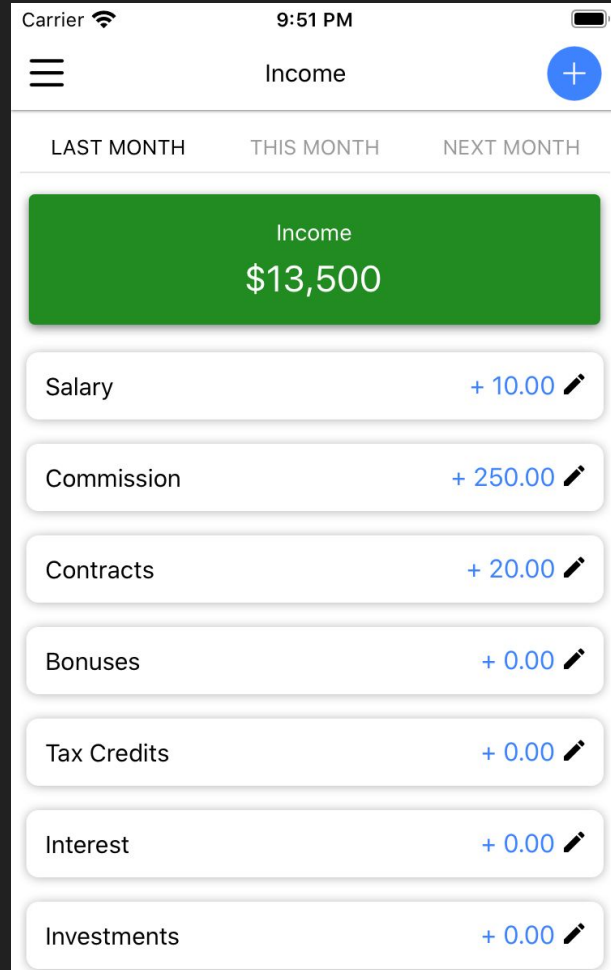 Carrier 9:51 PM
Income
LAST MONTH THIS MONTH NEXT MONTH
Income
$13,500
Salary + 10.00
Commission + 250.00
Contracts + 20.00
Bonuses + 0.00
Tax Credits + 0.00
Interest + 0.00
Investments + 0.00